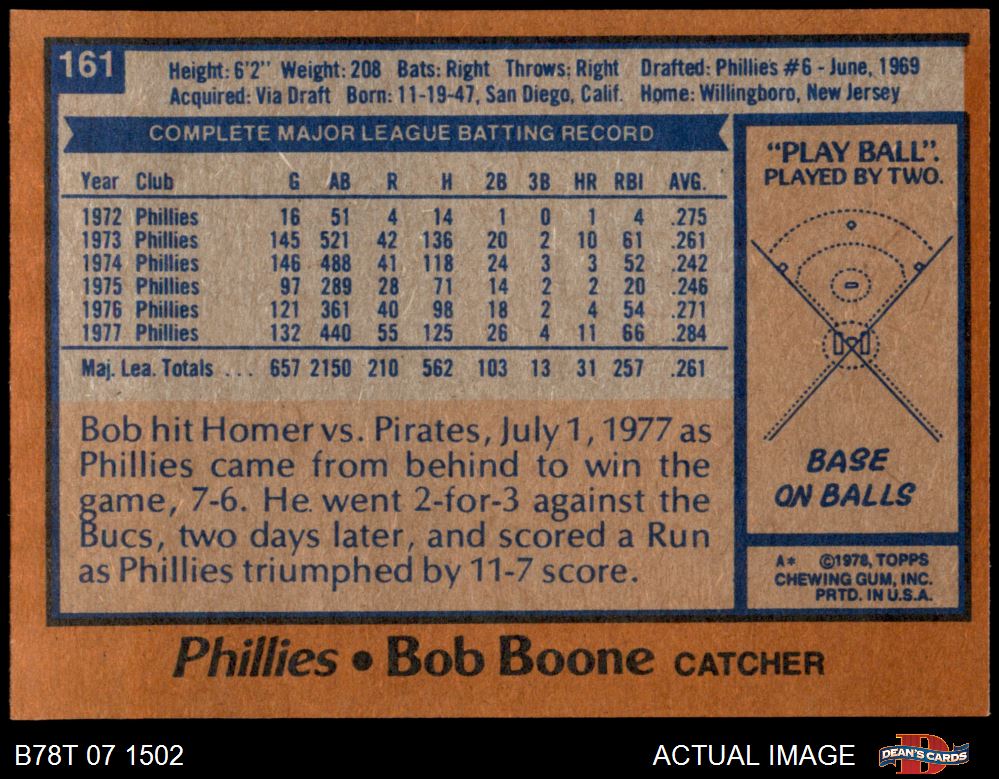 161
Height: 6'2" Weight: 208 Bats: Right Throws: Right Drafted: Phillies #6 - June, 1969
Acquired: Via Draft Born: 11-19-47, San Diego, Calif. Home: Willingboro, New Jersey
COMPLETE MAJOR LEAGUE BATTING RECORD
Year Club G AB R H 2B 3B HR RBI AVG.
1972 Phillies 16 51 4 14 1 0 1 4 .275
1973 Phillies 145 521 42 136 20 2 10 61 .261
1974 Phillies 146 488 41 118 24 3 3 52 .242
1975 Phillies 97 289 28 71 14 2 2 20 .246
1976 Phillies 121 361 40 98 18 2 4 54 .271
1977 Phillies 132 440 55 125 26 4 11 66 .284
Maj. Lea. Totals ... 657 2150 210 562 103 13 31 257 .261
Bob hit Homer vs. Pirates, July 1, 1977 as
Phillies came from behind to win the
game, 7-6. He went 2-for-3 against the
Bucs, two days later, and scored a Run
as Phillies triumphed by 11-7 score.
"PLAY BALL".
PLAYED BY TWO.
BASE
ON BALLS
A* ©1978, TOPPS
CHEWING GUM, INC.
PRTD. IN U.S.A.
Phillies • Bob Boone CATCHER
B78T 07 1502
ACTUAL IMAGE
DEAN'S CARDS